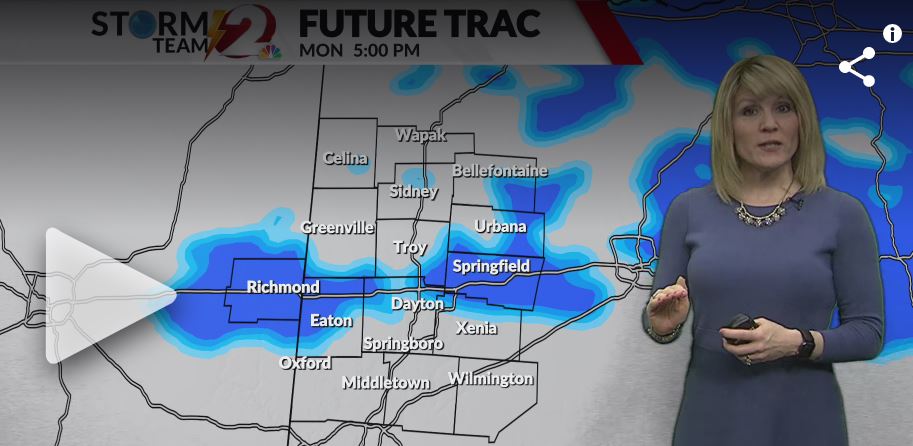 STORM
TEAM
2
FUTURE TRAC
MON 5:00 PM
i
Wapak
Celina
Bellefontaine
Sidney
Greenville
Urbana
Troy
Springfield
Richmond
Dayton
Eaton
Xenia
Springboro
Oxford
Middletown
Wilmington